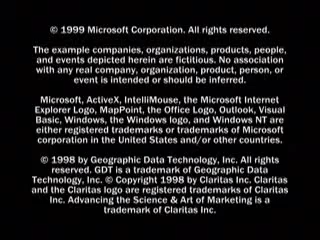 © 1999 Microsoft Corporation. All rights reserved.
The example companies, organizations, products, people,
and events depicted herein are fictitious. No association
with any real company, organization, product, person, or
event is intended or should be inferred.
Microsoft, ActiveX, IntelliMouse, the Microsoft Internet
Explorer Logo, MapPoint, the Office Logo, Outlook, Visual
Basic, Windows, the Windows logo, and Windows NT are
either registered trademarks or trademarks of Microsoft
corporation in the United States and/or other countries.
© 1998 by Geographic Data Technology, Inc. All rights
reserved. GDT is a trademark of Geographic Data
Technology, Inc. © Copyright 1998 by Claritas Inc. Claritas
and the Claritas logo are registered trademarks of Claritas
Inc. Advancing the Science & Art of Marketing is a
trademark of Claritas Inc.